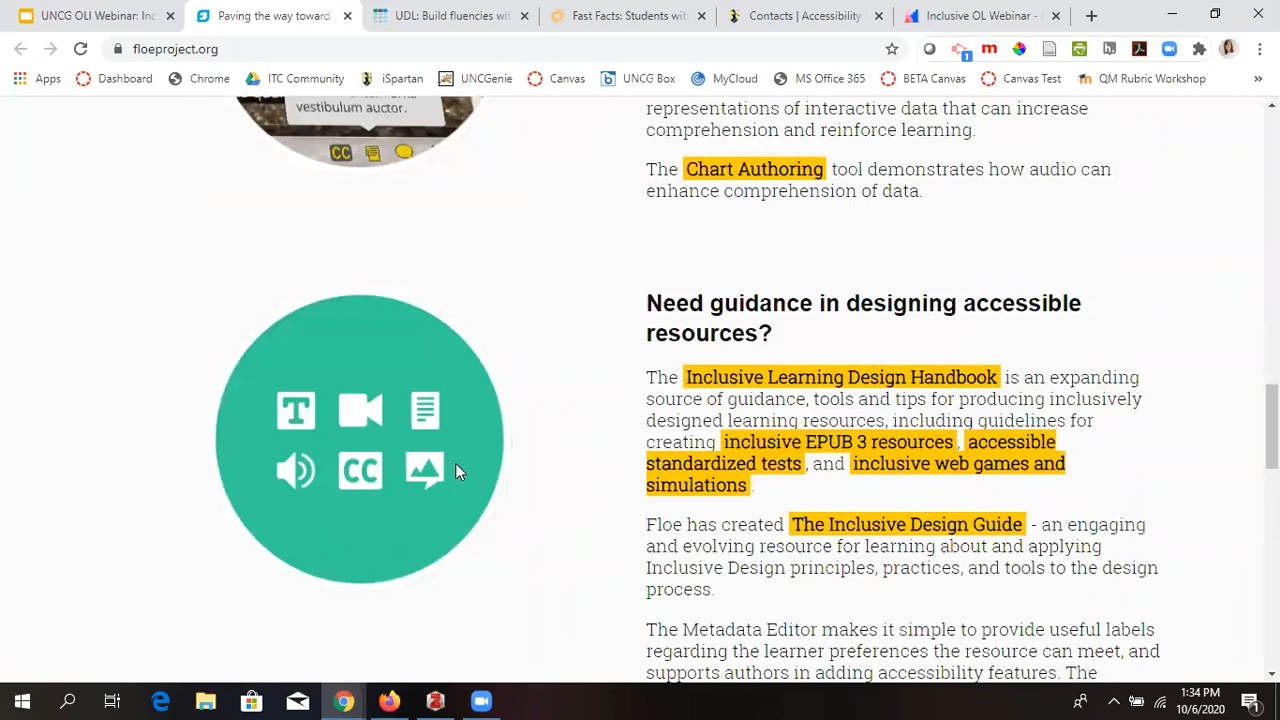 UNCG OLI Webinar: Inc
Paving the way toward
UDL: Build fluencies wit
Fast Facts: Students wit
Contacts | Accessibility
Inclusive OL Webinar -
floeproject.org
Apps
Dashboard
Chrome
ITC Community
iSpartan
UNCGenie
Canvas
UNCG Box
MyCloud
MS Office 365
BETA Canvas
Canvas Test
QM Rubric Workshop
vestibulum auctor.
CC
representations of interactive data that can increase
comprehension and reinforce learning.
The Chart Authoring tool demonstrates how audio can
enhance comprehension of data.
T
CC
Need guidance in designing accessible
resources?
The Inclusive Learning Design Handbook is an expanding
source of guidance, tools and tips for producing inclusively
designed learning resources, including guidelines for
creating inclusive EPUB 3 resources , accessible
standardized tests , and inclusive web games and
simulations .
Floe has created The Inclusive Design Guide - an engaging
and evolving resource for learning about and applying
Inclusive Design principles, practices, and tools to the design
process.
The Metadata Editor makes it simple to provide useful labels
regarding the learner preferences the resource can meet, and
supports authors in adding accessibility features. The
1:34 PM
10/6/2020